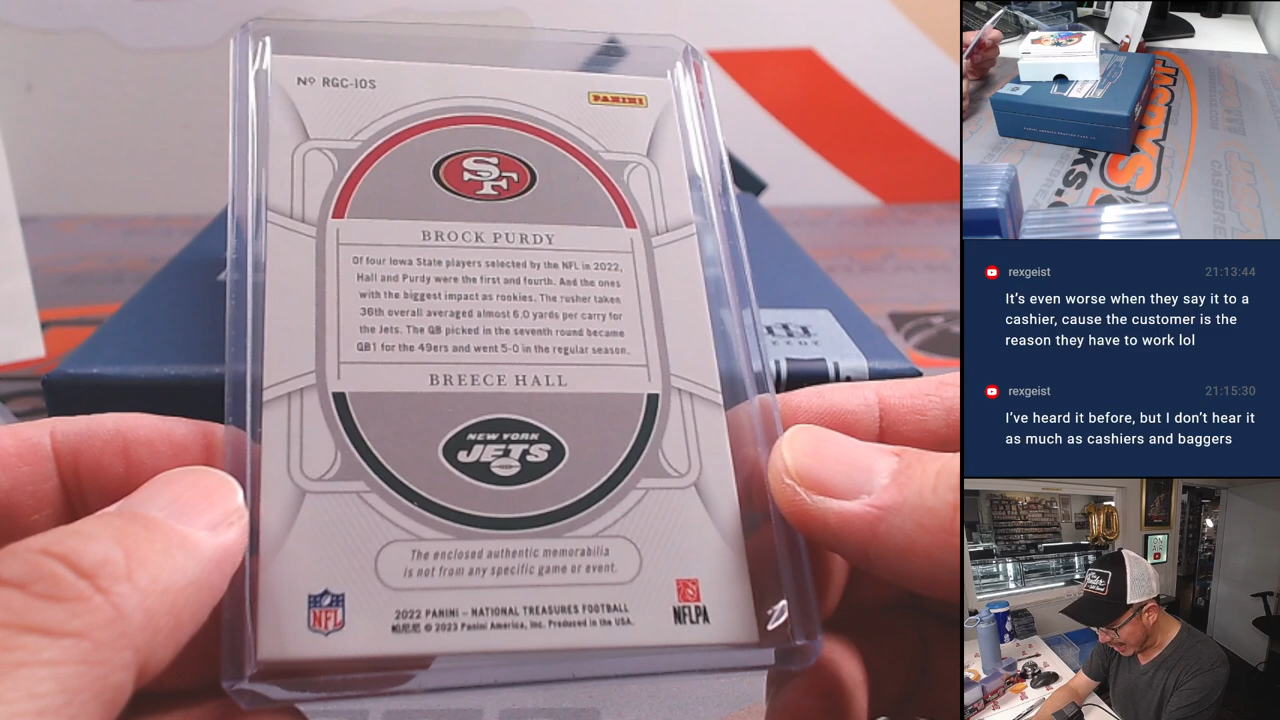 Nº RGC-IOS
PANINI
SF
BROCK PURDY
Of four Iowa State players selected by the NFL in 2022,
Hall and Purdy were the first and fourth. And the ones
with the biggest impact as rookies. The rusher taken
36th overall averaged almost 6.0 yards per carry for
the Jets. The QB picked in the seventh round became
QB1 for the 49ers and went 5-0 in the regular season.
BREECE HALL
NEW YORK
JETS
The enclosed authentic memorabilia
is not from any specific game or event.
NFL
2022 PANINI – NATIONAL TREASURES FOOTBALL
© 2023 Panini America, Inc. Produced in the USA.
NFLPA
JASPYS
CASEBRE
rexgeist 21:13:44
It's even worse when they say it to a
cashier, cause the customer is the
reason they have to work lol
rexgeist 21:15:30
I've heard it before, but I don't hear it
as much as cashiers and baggers
10
ON
AIR